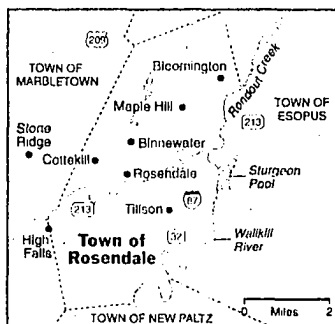 209
TOWN OF
MARBLETOWN
Bloomington
Rondout Creek
Maple Hill
TOWN OF
ESOPUS
213
Stone
Ridge
Binnewater
Cottekill
Rosendale
Sturgeon
Pool
87
213
Tillson
High
Falls
32
Wallkill
River
Town of
Rosendale
0 Miles 2
TOWN OF NEW PALTZ